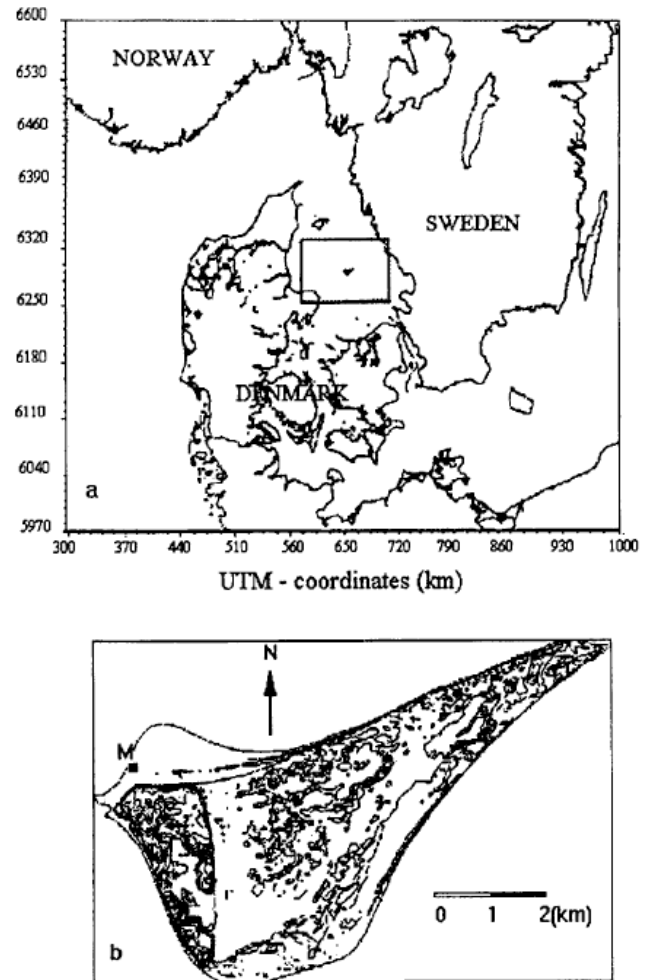 6600
NORWAY
6530
6460
6390
SWEDEN
6320
6250
6180
DENMARK
6110
6040
a
5970
300 370 440 510 560 650 720 790 860 930 1000
UTM - coordinates (km)
N
M
r
0 1 2(km)
b